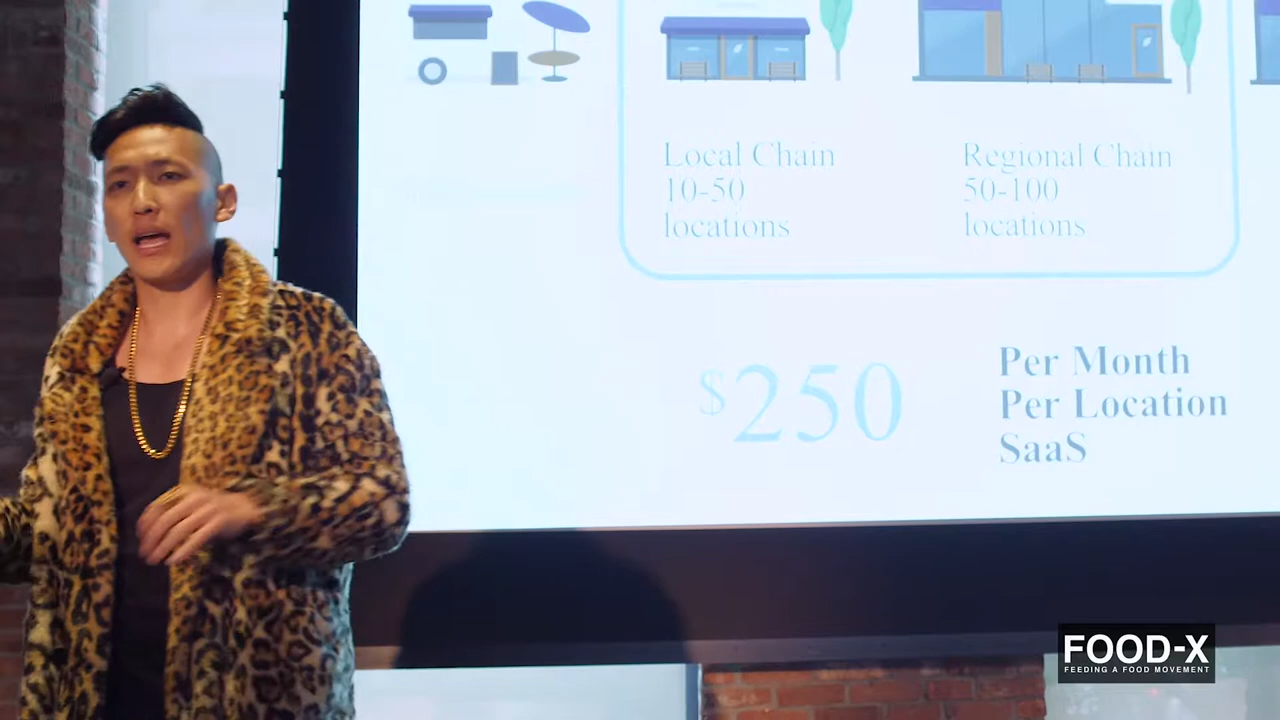 Local Chain
10-50
locations
Regional Chain
50-100
locations
$250
Per Month
Per Location
SaaS
FOOD-X
FEEDING A FOOD MOVEMENT